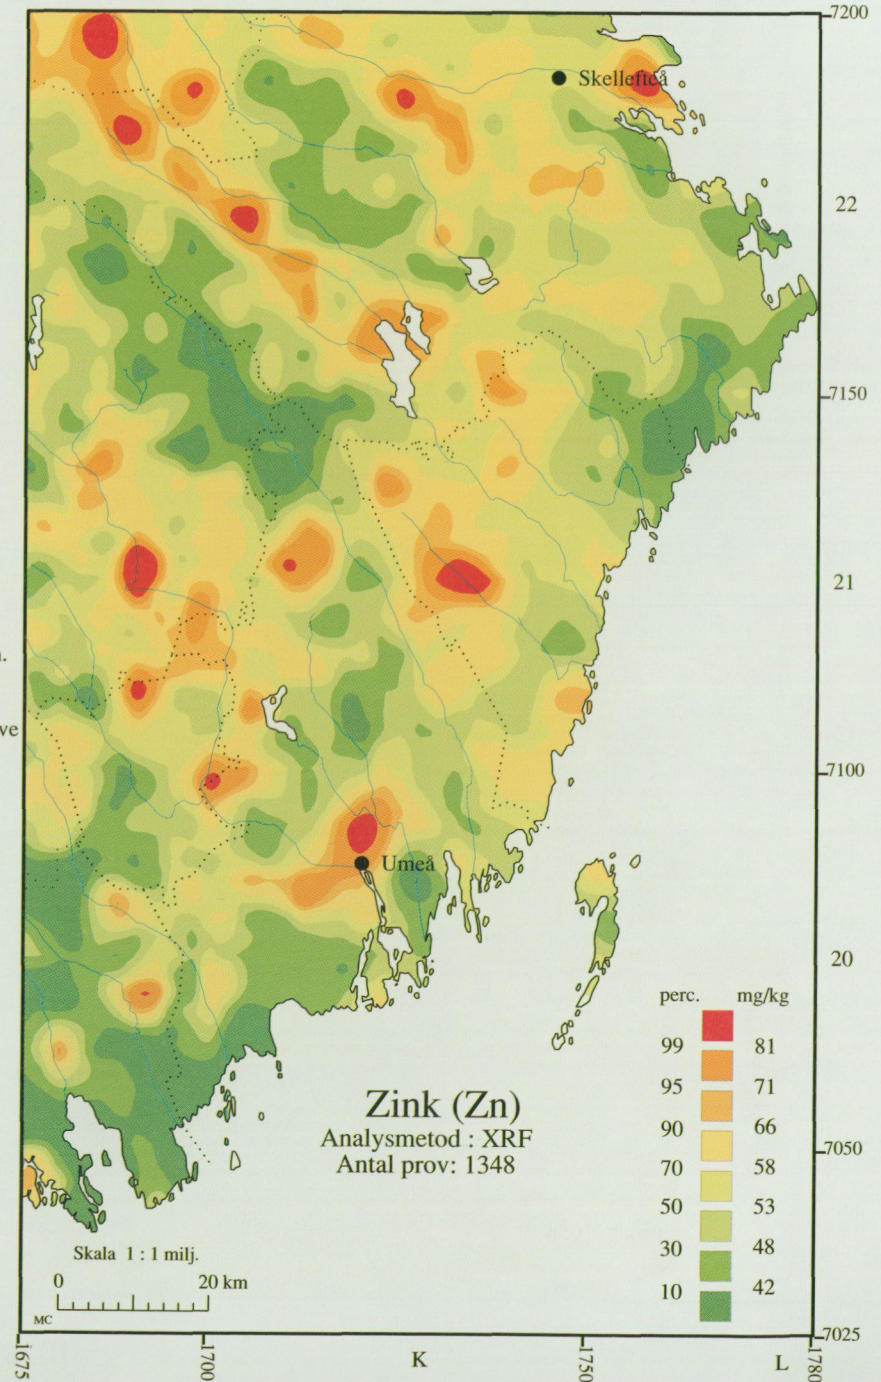 7200
Skellefteå
22
7150
21
n.
ve
7100
Umeå
20
perc. mg/kg
99 81
95 71
90 66
70 58
50 53
30 48
10 42
Zink (Zn)
Analysmetod : XRF
Antal prov: 1348
7050
Skala 1 : 1 milj.
0 20 km
MC
7025
1675 1700 K 1750 L 1780